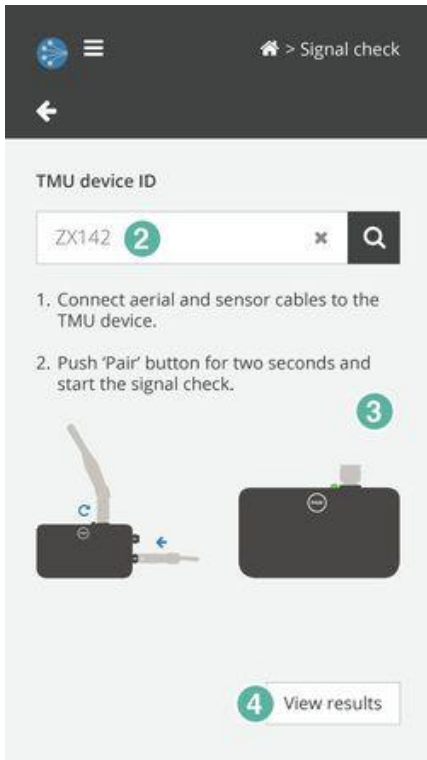 > Signal check
TMU device ID
ZX142 2
1. Connect aerial and sensor cables to the
TMU device.
2. Push ‘Pair’ button for two seconds and
start the signal check.
3
4 View results